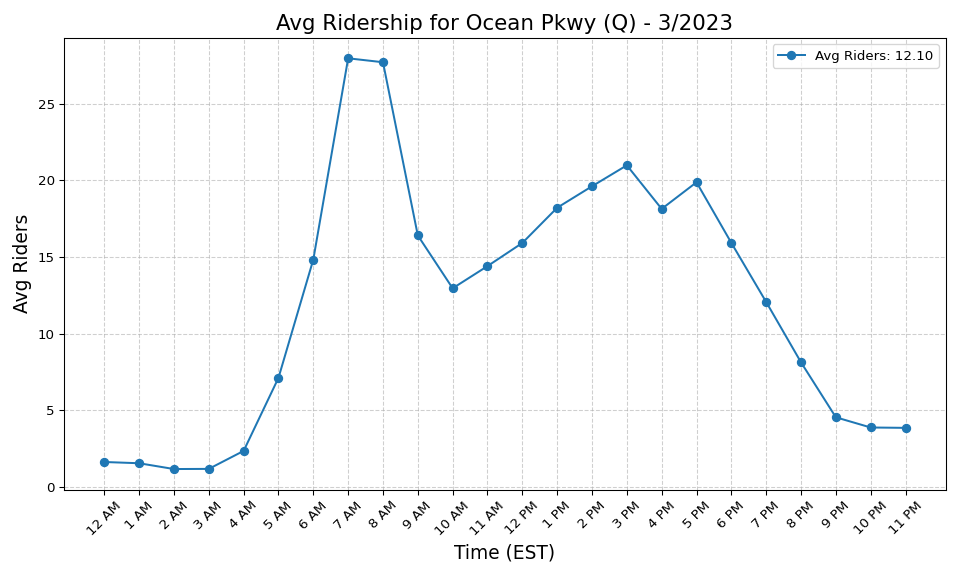 Avg Ridership for Ocean Pkwy (Q) - 3/2023
Avg Riders: 12.10
Avg Riders
25
20
15
10
5
0
12 AM
1 AM
2 AM
3 AM
4 AM
5 AM
6 AM
7 AM
8 AM
9 AM
10 AM
11 AM
12 PM
1 PM
2 PM
3 PM
4 PM
5 PM
6 PM
7 PM
8 PM
9 PM
10 PM
11 PM
Time (EST)